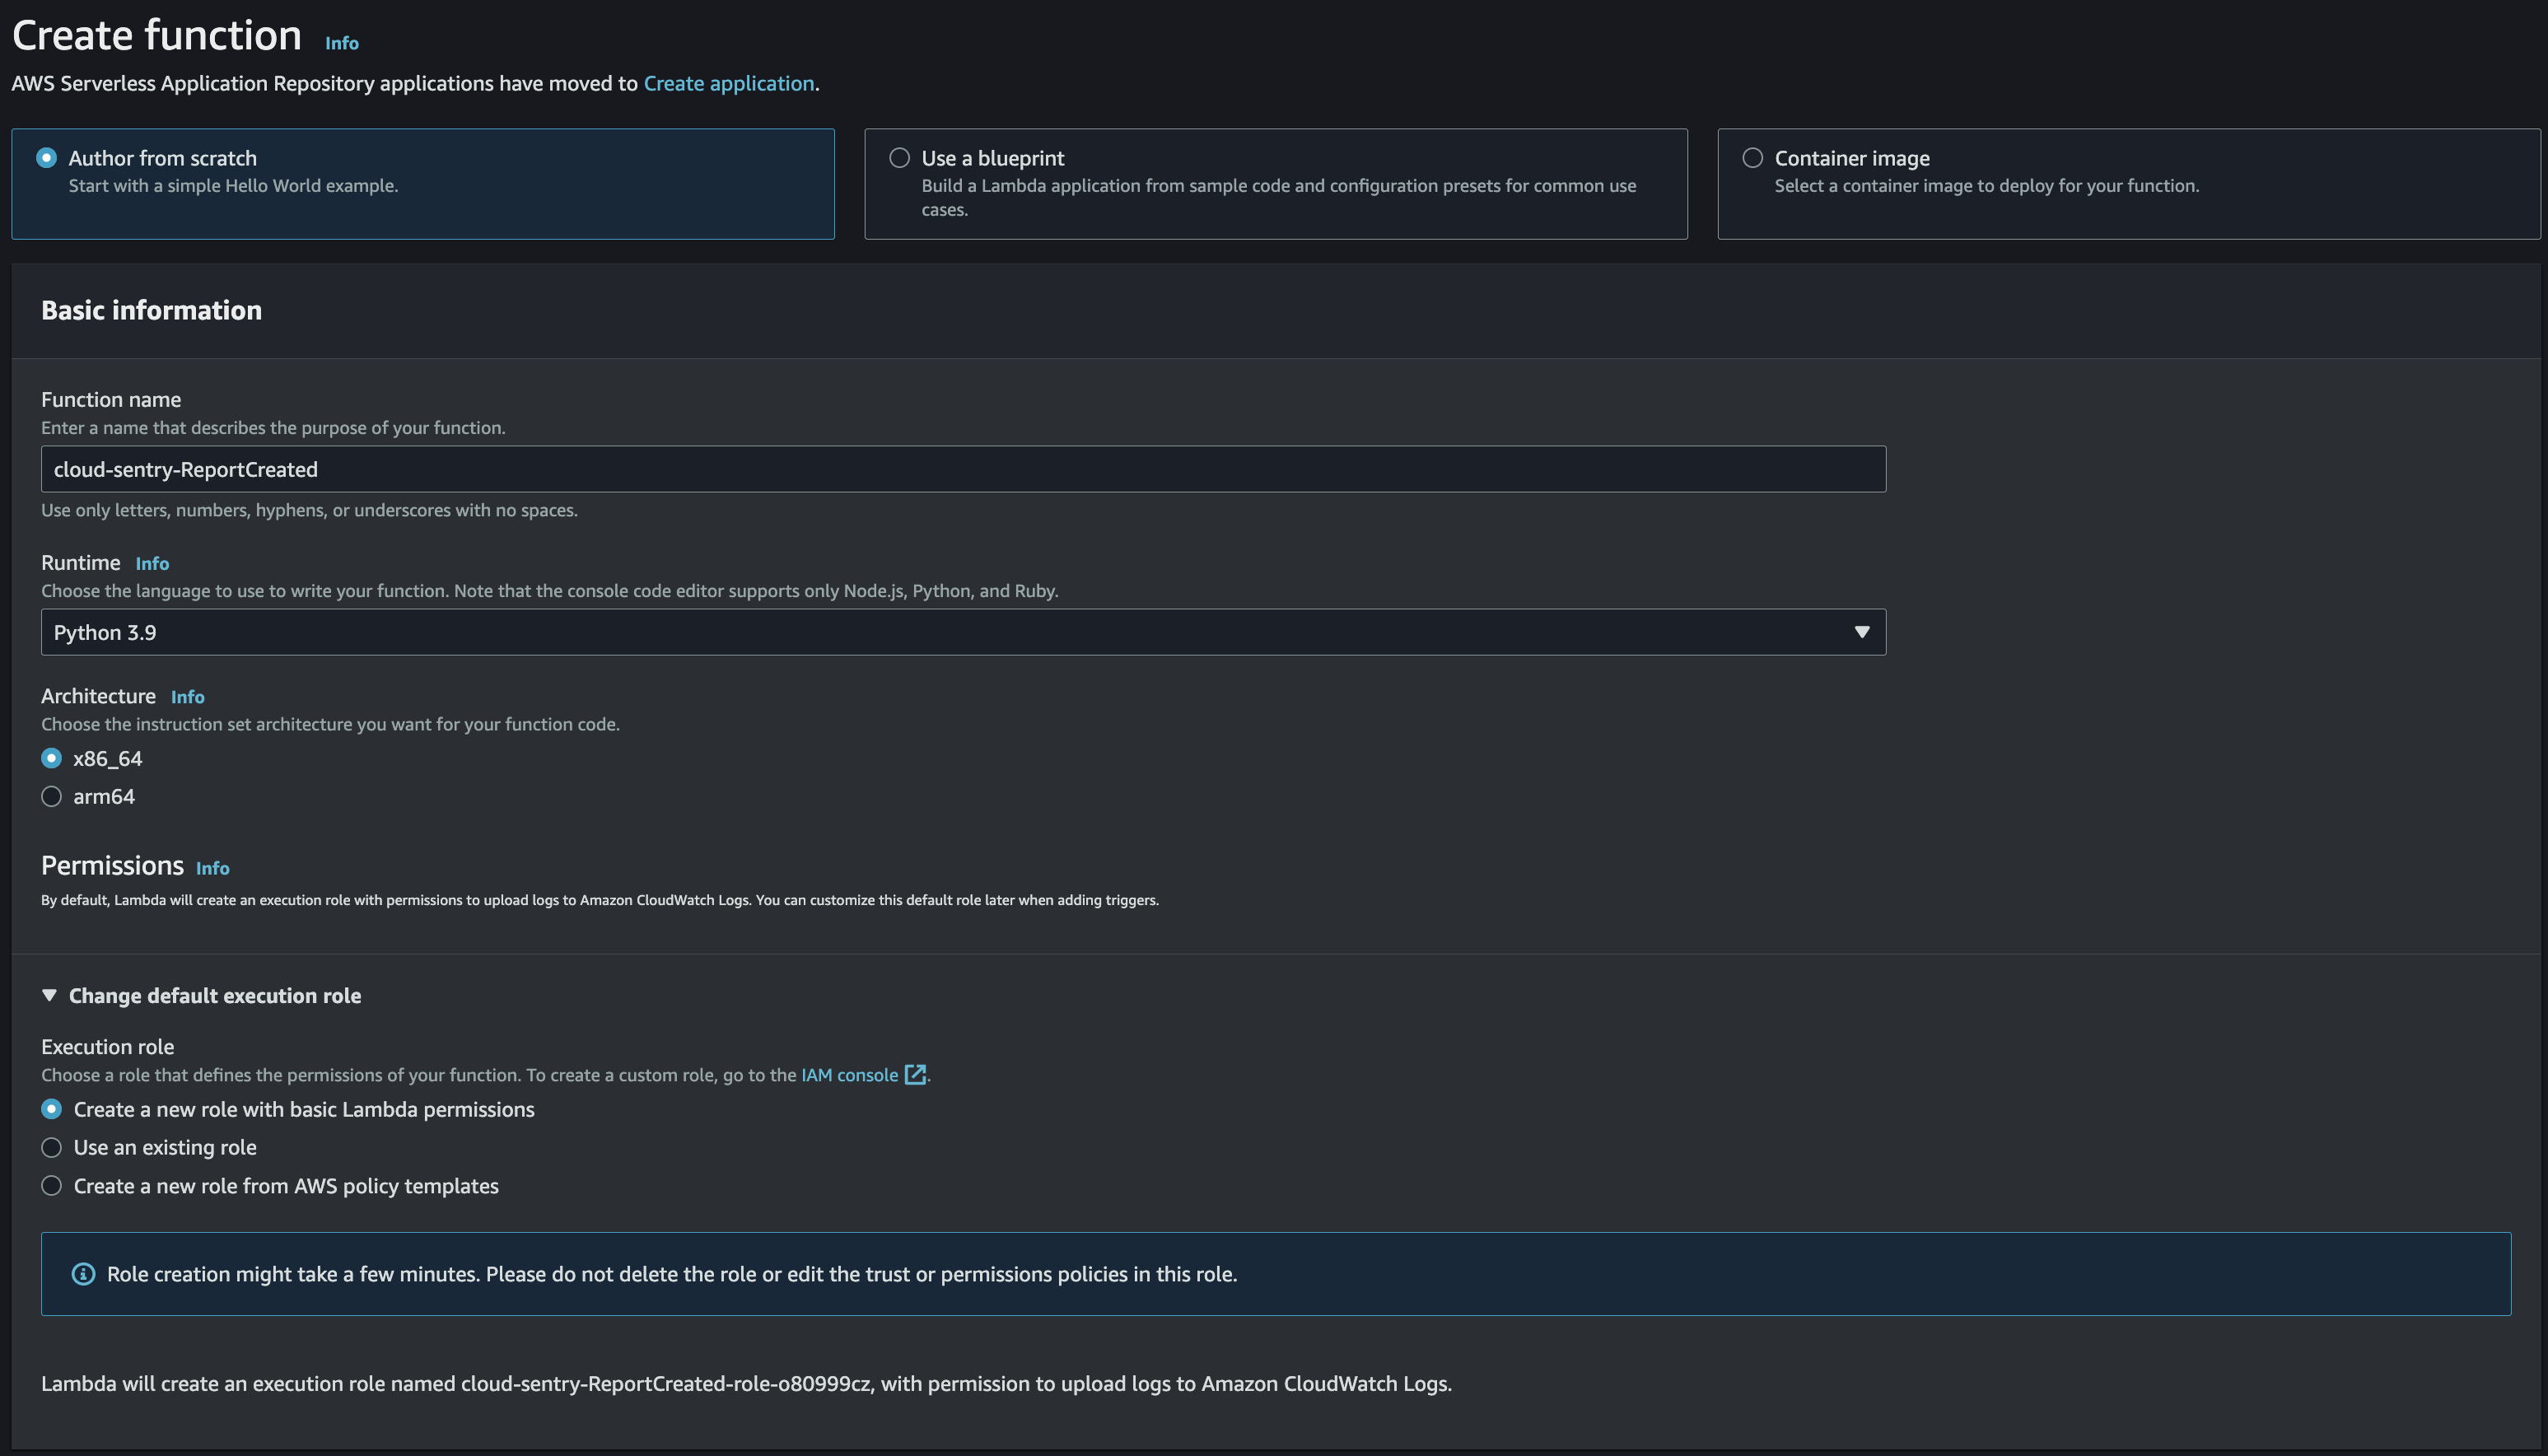 Create function Info
AWS Serverless Application Repository applications have moved to Create application.
Author from scratch
Start with a simple Hello World example.
Use a blueprint
Build a Lambda application from sample code and configuration presets for common use
cases.
Container image
Select a container image to deploy for your function.
Basic information
Function name
Enter a name that describes the purpose of your function.
cloud-sentry-ReportCreated
Use only letters, numbers, hyphens, or underscores with no spaces.
Runtime Info
Choose the language to use to write your function. Note that the console code editor supports only Node.js, Python, and Ruby.
Python 3.9
Architecture Info
Choose the instruction set architecture you want for your function code.
x86_64
arm64
Permissions Info
By default, Lambda will create an execution role with permissions to upload logs to Amazon CloudWatch Logs. You can customize this default role later when adding triggers.
Change default execution role
Execution role
Choose a role that defines the permissions of your function. To create a custom role, go to the IAM console.
Create a new role with basic Lambda permissions
Use an existing role
Create a new role from AWS policy templates
Role creation might take a few minutes. Please do not delete the role or edit the trust or permissions policies in this role.
Lambda will create an execution role named cloud-sentry-ReportCreated-role-o80999cz, with permission to upload logs to Amazon CloudWatch Logs.